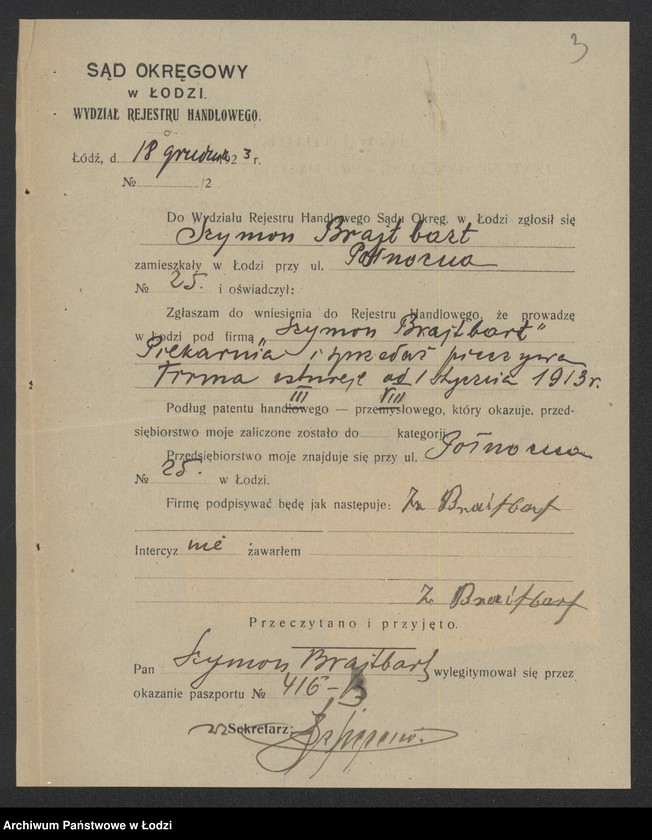 3
SĄD OKRĘGOWY
w ŁODZI.
WYDZIAŁ REJESTRU HANDLOWEGO.
Łódź, d. 18 grudnia 23 r.
№ /2
Do Wydziału Rejestru Handlowego Sądu Okręg. w Łodzi zgłosił się
Szymon Brajtbart
zamieszkały w Łodzi przy ul. Północna
№ 25. i oświadczył:
Zgłaszam do wniesienia do Rejestru Handlowego, że prowadzę
w Łodzi pod firmą „Szymon Brajtbart"
Piekarnia i sprzedaż pieczywa
Firma istnieje od 1 stycznia 1913 r.
III VIII
Podług patentu handlowego — przemysłowego, który okazuje, przed-
siębiorstwo moje zaliczone zostało do kategorji
Przedsiębiorstwo moje znajduje się przy ul. Północna
№ 25. w Łodzi.
Firmę podpisywać będę jak następuje: Braitbart
Intercyz nie zawarłem
Braitbart
Przeczytano i przyjęto.
Pan Szymon Brajtbart wylegitymował się przez
okazanie paszportu № 416
Sekretarz:
Archiwum Państwowe w Łodzi